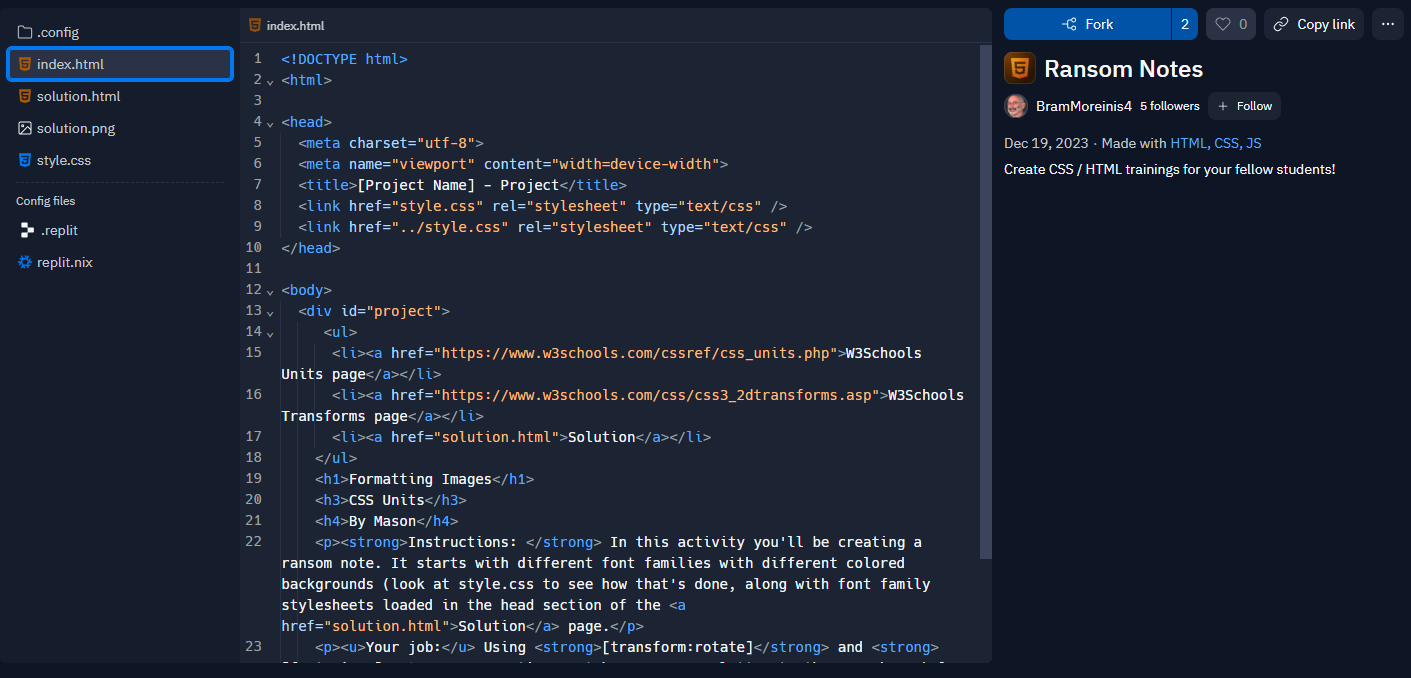 .config
index.html
solution.html
solution.png
style.css
Config files
.replit
replit.nix
index.html
1 <!DOCTYPE html>
2 <html>
3
4 <head>
5 <meta charset="utf-8">
6 <meta name="viewport" content="width=device-width">
7 <title>[Project Name] - Project</title>
8 <link href="style.css" rel="stylesheet" type="text/css" />
9 <link href="../style.css" rel="stylesheet" type="text/css" />
10 </head>
11
12 <body>
13 <div id="project">
14 <ul>
15 <li><a href="https://www.w3schools.com/cssref/css_units.php">W3Schools
Units page</a></li>
16 <li><a href="https://www.w3schools.com/css/css3_2dtransforms.asp">W3Schools
Transforms page</a></li>
17 <li><a href="solution.html">Solution</a></li>
18 </ul>
19 <h1>Formatting Images</h1>
20 <h3>CSS Units</h3>
21 <h4>By Mason</h4>
22 <p><strong>Instructions: </strong> In this activity you'll be creating a
ransom note. It starts with different font families with different colored
backgrounds (look at style.css to see how that's done, along with font family
stylesheets loaded in the head section of the <a
href="solution.html">Solution</a> page.</p>
23 <p><u>Your job:</u> Using <strong>[transform:rotate]</strong> and <strong>
Fork 2
0
Copy link
Ransom Notes
BramMoreinis4 5 followers + Follow
Dec 19, 2023 · Made with HTML, CSS, JS
Create CSS / HTML trainings for your fellow students!